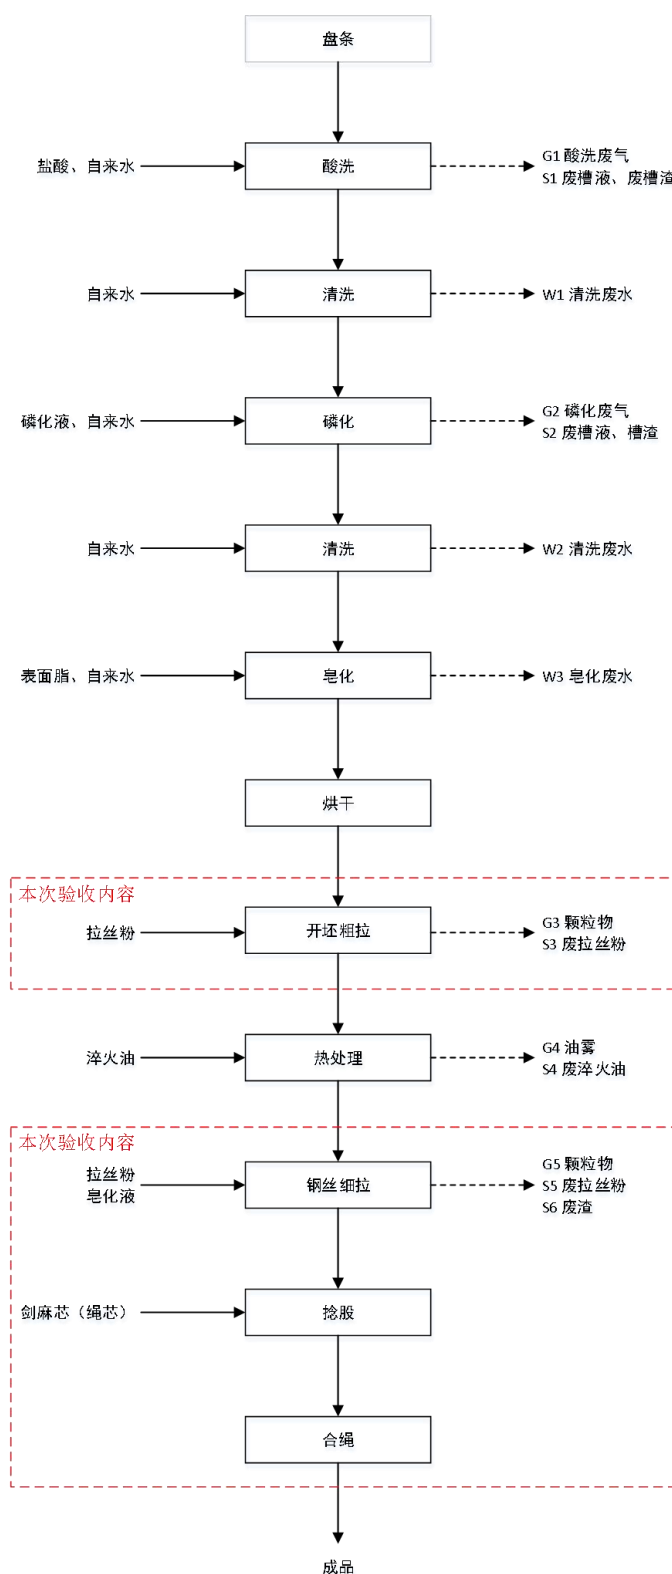 盘条
盐酸、自来水
酸洗
G1 酸洗废气
S1 废槽液、废槽渣
自来水
清洗
W1 清洗废水
磷化液、自来水
磷化
G2 磷化废气
S2 废槽液、槽渣
自来水
清洗
W2 清洗废水
表面脂、自来水
皂化
W3 皂化废水
烘干
本次验收内容
拉丝粉
开坯粗拉
G3 颗粒物
S3 废拉丝粉
淬火油
热处理
G4 油雾
S4 废淬火油
本次验收内容
拉丝粉
皂化液
钢丝细拉
G5 颗粒物
S5 废拉丝粉
S6 废渣
剑麻芯（绳芯）
捻股
合绳
成品